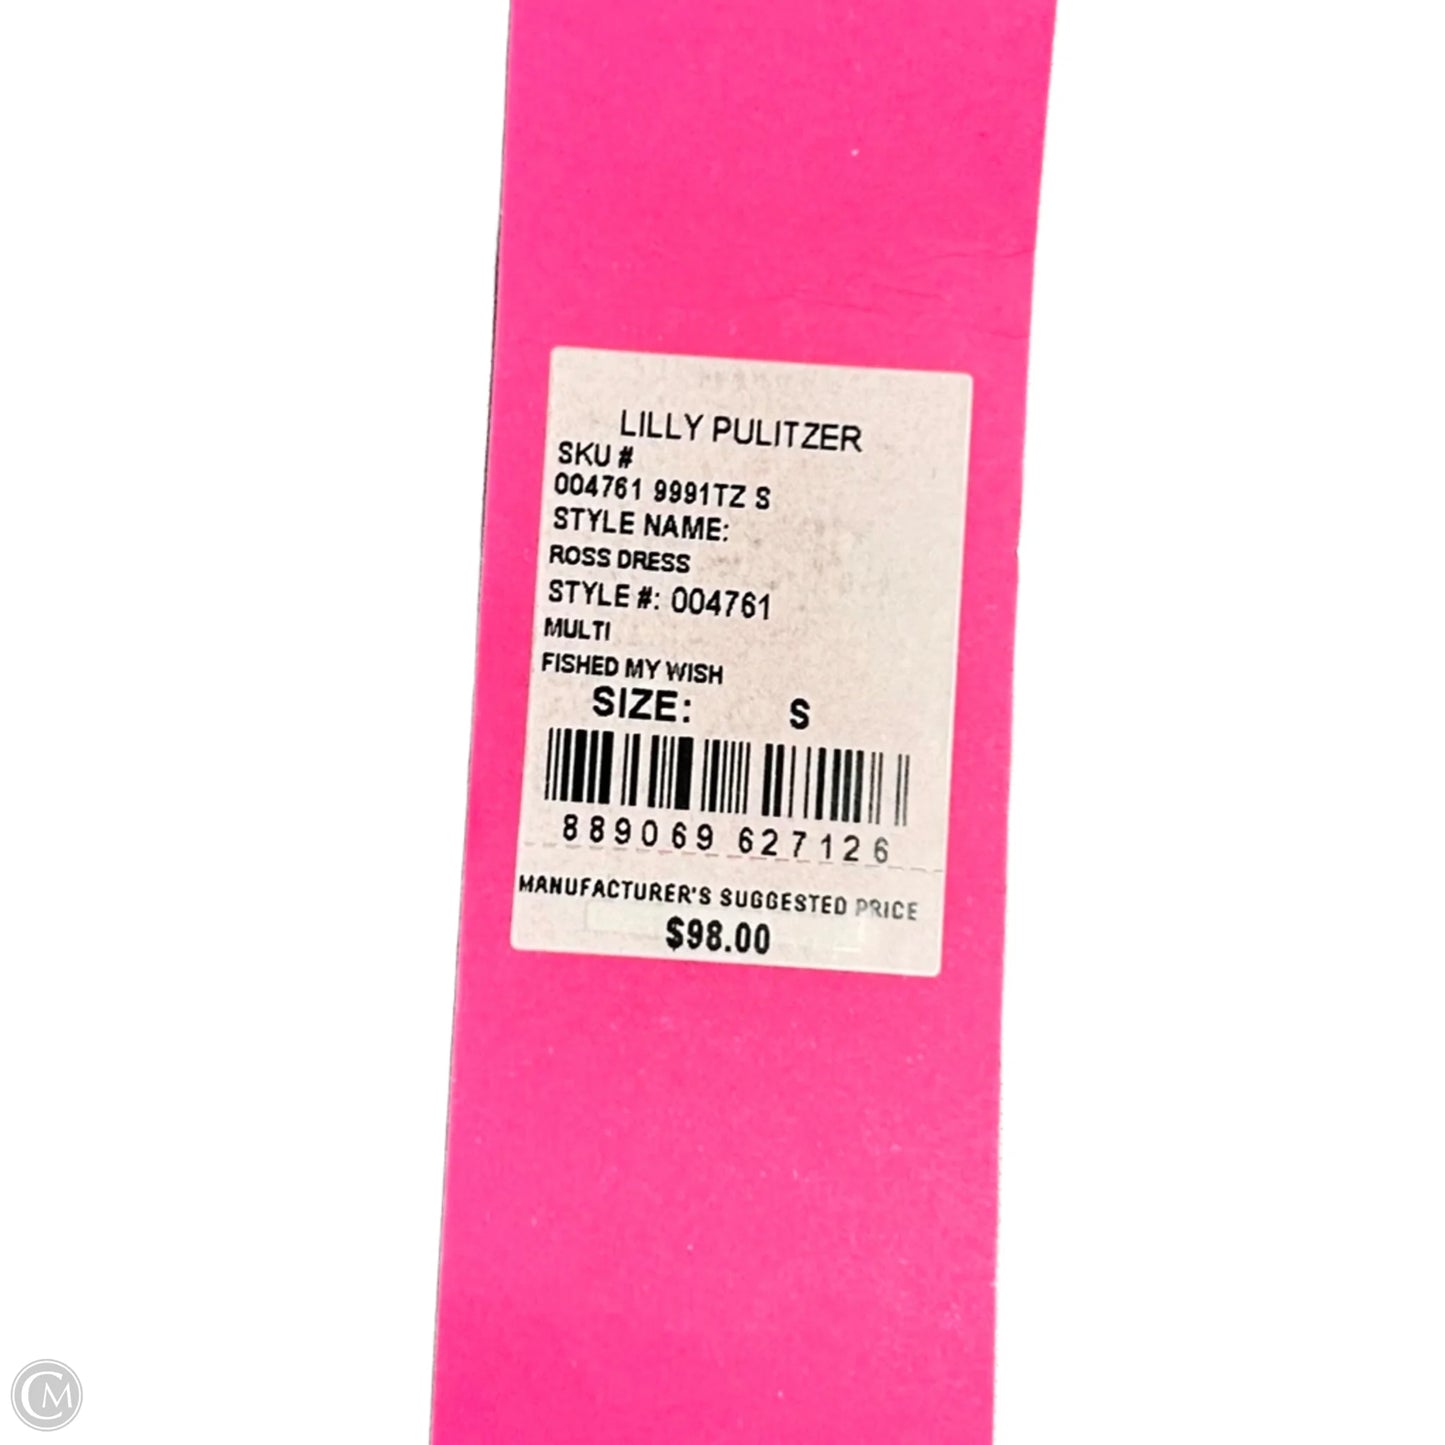 LILLY PULITZER
SKU #
004761 9991TZ S
STYLE NAME:
ROSS DRESS
STYLE #: 004761
MULTI
FISHED MY WISH
SIZE: S
889069 627126
MANUFACTURER'S SUGGESTED PRICE
$98.00
CM